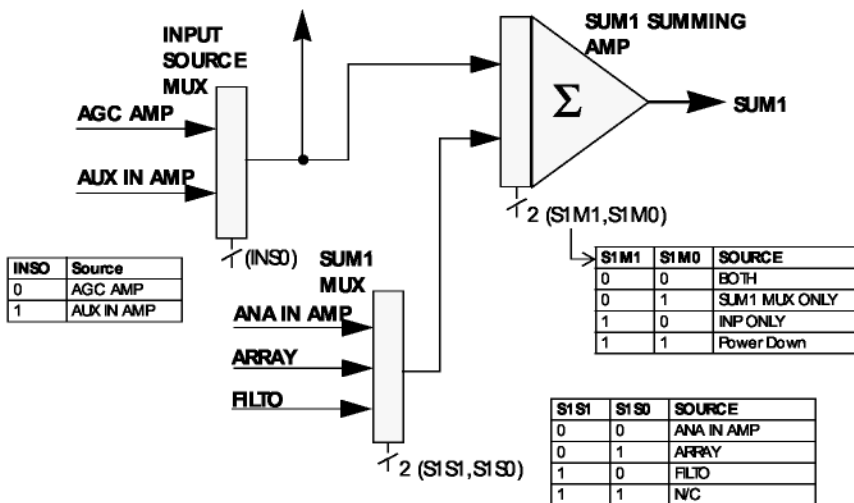 INPUT
SOURCE
MUX
AGC AMP
AUX IN AMP
(INS0)
SUM1 SUMMING
AMP
Σ
SUM1
2 (S1M1,S1M0)
INSO Source
0 AGC AMP
1 AUX IN AMP
SUM1
MUX
ANA IN AMP
ARRAY
FILTO
2 (S1S1,S1S0)
S1M1 S1M0 SOURCE
0 0 BOTH
0 1 SUM1 MUX ONLY
1 0 INP ONLY
1 1 Power Down
S1S1 S1S0 SOURCE
0 0 ANA IN AMP
0 1 ARRAY
1 0 FILTO
1 1 N/C